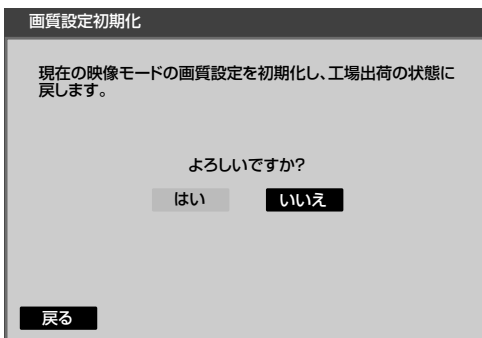 画質設定初期化
現在の映像モードの画質設定を初期化し、工場出荷の状態に
戻します。
よろしいですか?
はい いいえ
戻る